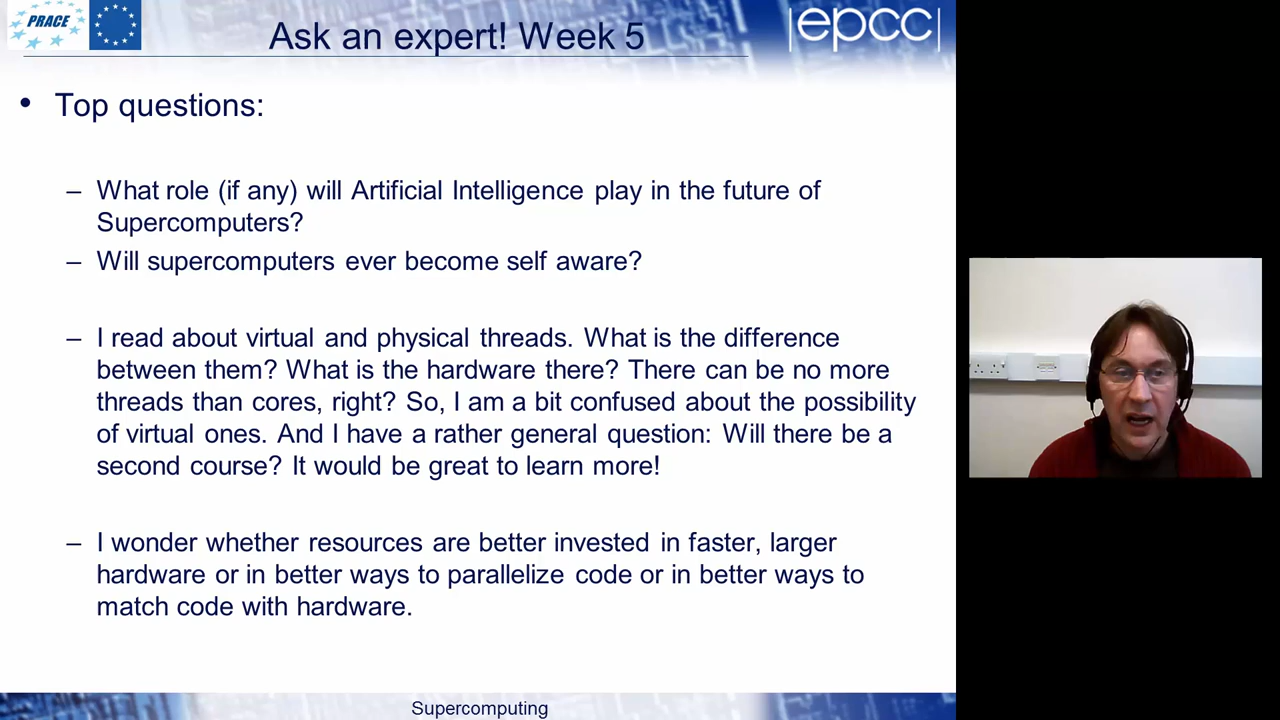 PRACE
|epcc|
Ask an expert! Week 5
• Top questions:
– What role (if any) will Artificial Intelligence play in the future of
Supercomputers?
– Will supercomputers ever become self aware?
– I read about virtual and physical threads. What is the difference
between them? What is the hardware there? There can be no more
threads than cores, right? So, I am a bit confused about the possibility
of virtual ones. And I have a rather general question: Will there be a
second course? It would be great to learn more!
– I wonder whether resources are better invested in faster, larger
hardware or in better ways to parallelize code or in better ways to
match code with hardware.
Supercomputing